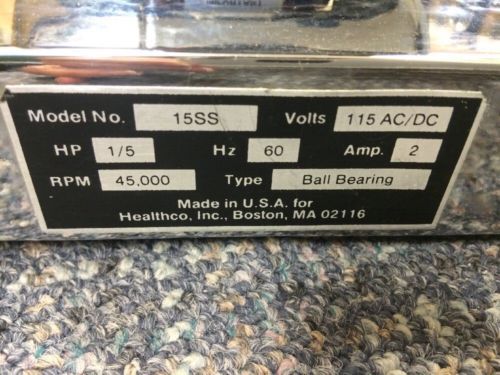 Model No. 15SS Volts 115 AC/DC
HP 1/5 Hz 60 Amp. 2
RPM 45,000 Type Ball Bearing
Made in U.S.A. for
Healthco, Inc., Boston, MA 02116